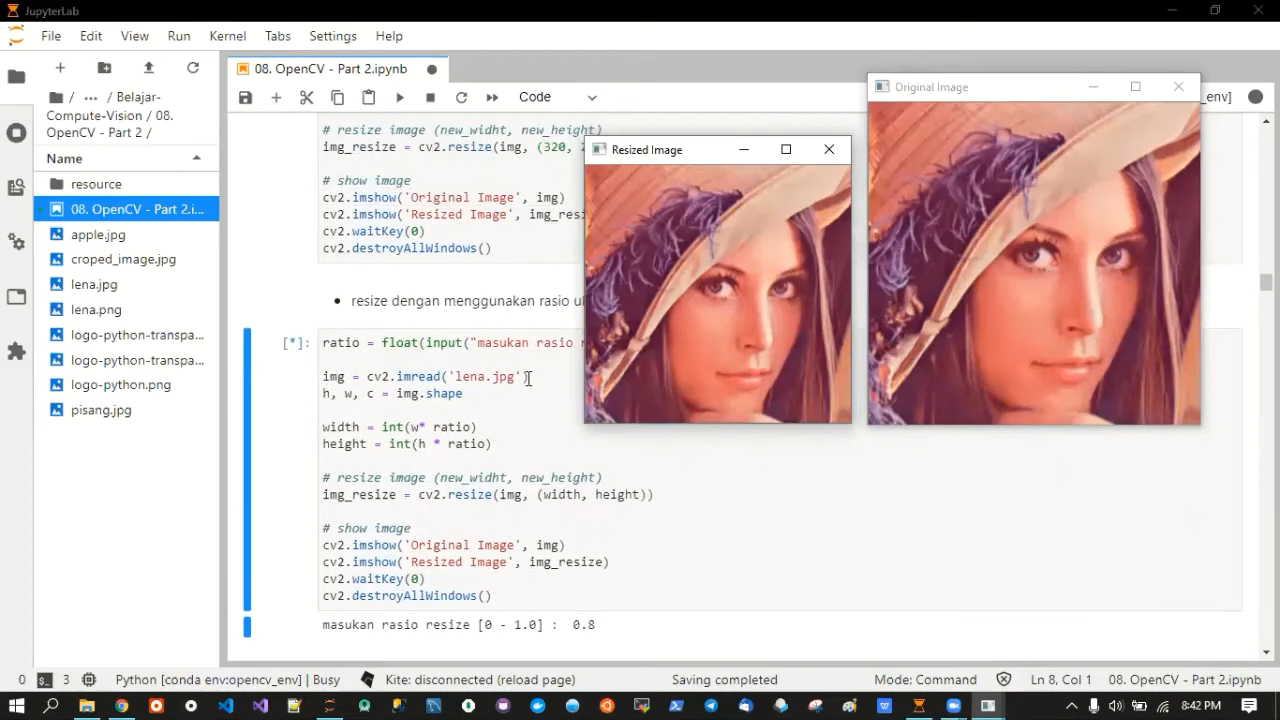 JupyterLab
File Edit View Run Kernel Tabs Settings Help
08. OpenCV - Part 2.ipynb
Code
_env]
/ ... / Belajar-
Compute-Vision / 08.
OpenCV - Part 2 /
Name
resource
08. OpenCV - Part 2.i...
apple.jpg
croped_image.jpg
lena.jpg
lena.png
logo-python-transpa...
logo-python-transpa...
logo-python.png
pisang.jpg
# resize image (new_widht, new_height)
img_resize = cv2.resize(img, (320,
# show image
cv2.imshow('Original Image', img)
cv2.imshow('Resized Image', img_resi
cv2.waitKey(0)
cv2.destroyAllWindows()
• resize dengan menggunakan rasio
[*]:
ratio = float(input("masukan rasio
img = cv2.imread('lena.jpg')
h, w, c = img.shape
width = int(w* ratio)
height = int(h * ratio)
# resize image (new_widht, new_height)
img_resize = cv2.resize(img, (width, height))
# show image
cv2.imshow('Original Image', img)
cv2.imshow('Resized Image', img_resize)
cv2.waitKey(0)
cv2.destroyAllWindows()
masukan rasio resize [0 - 1.0] : 0.8
Resized Image
Original Image
0 3 Python [conda env:opencv_env] | Busy Kite: disconnected (reload page) Saving completed Mode: Command Ln 8, Col 1 08. OpenCV - Part 2.ipynb
8:42 PM